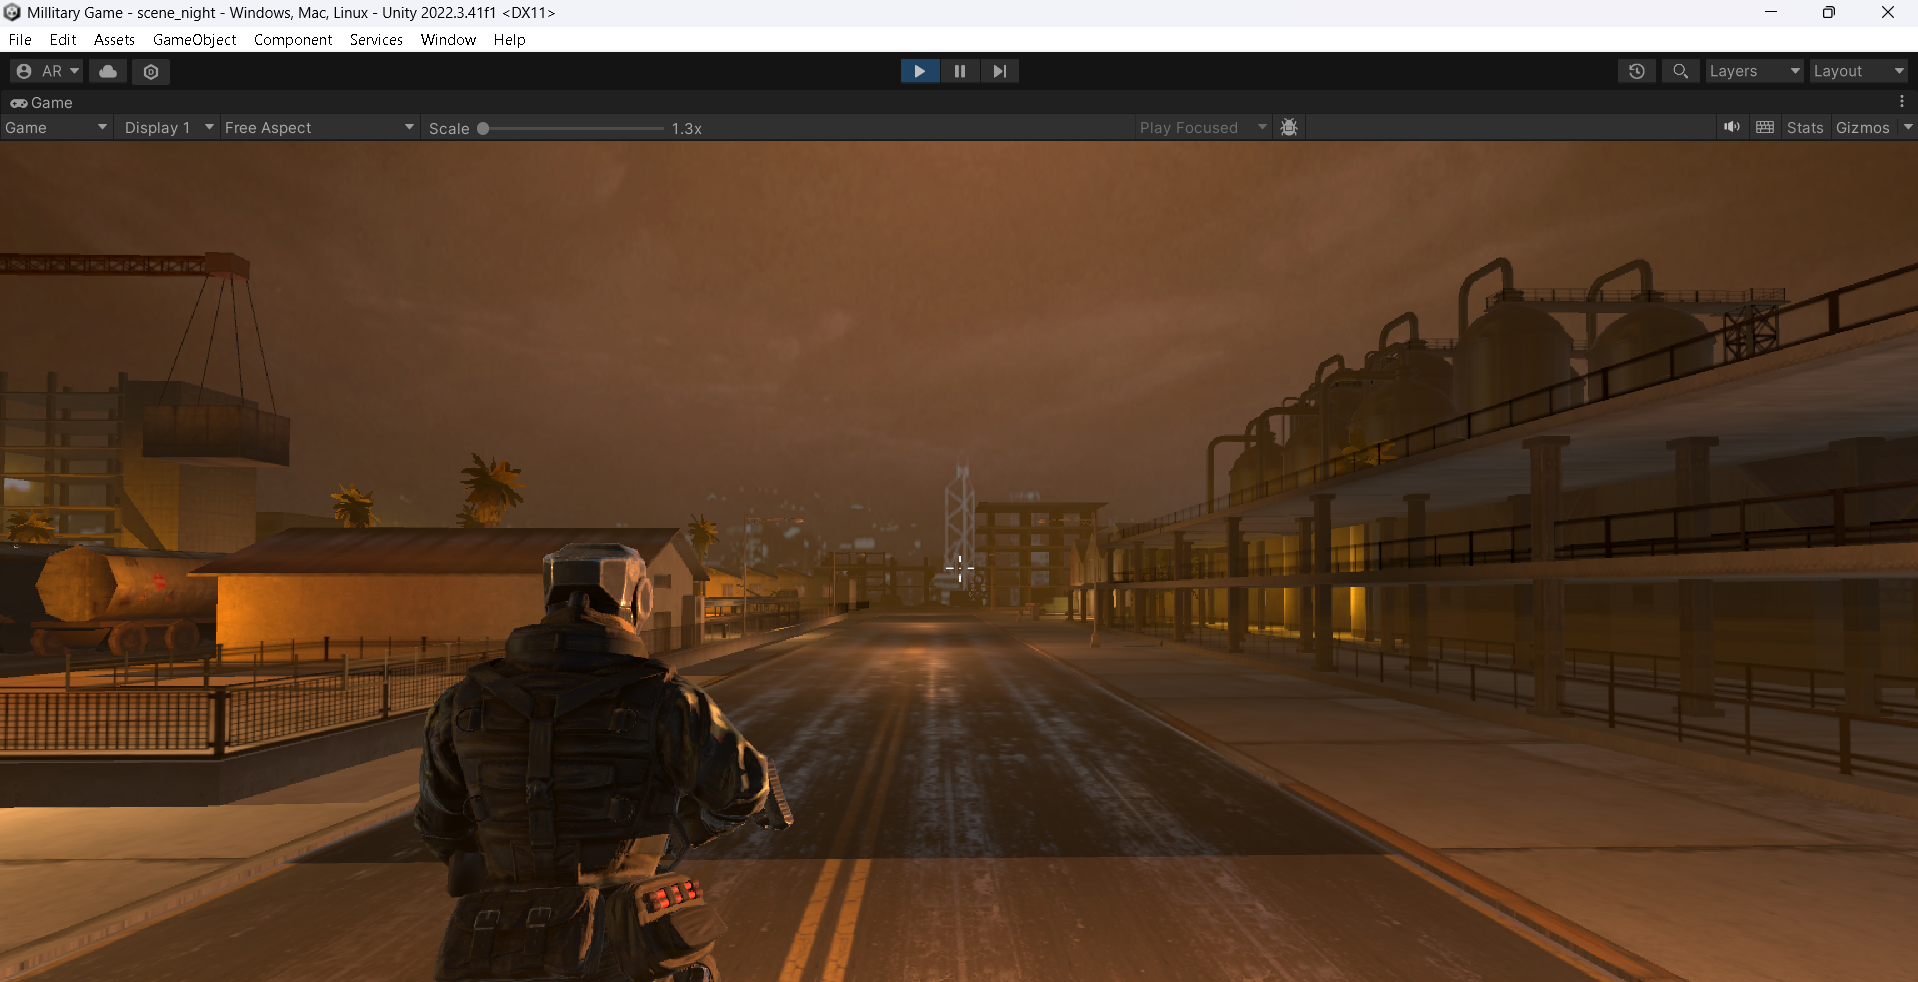 Millitary Game - scene_night - Windows, Mac, Linux - Unity 2022.3.41f1 <DX11>
File Edit Assets GameObject Component Services Window Help
AR Layers Layout
Game
Game Display 1 Free Aspect Scale 1.3x Play Focused Stats Gizmos